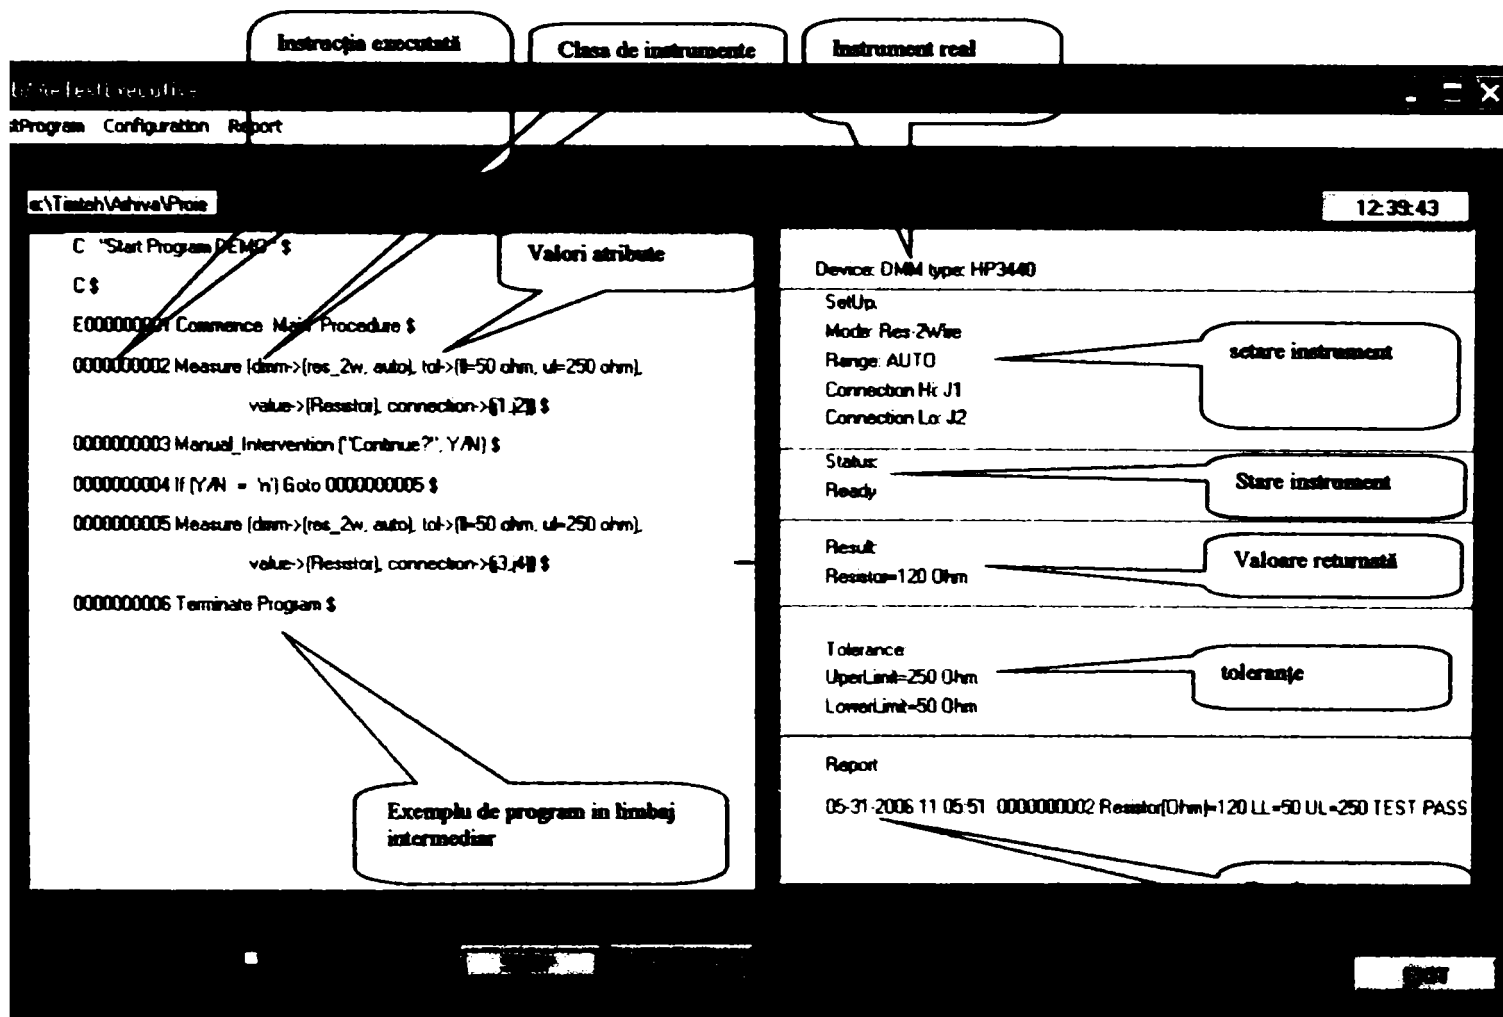 Instrucția executată
Clasa de instrumente
Instrument real
stProgram Configuration Report
12:39:43
C "Start Program DEMO" $
Valori atribute
C $
E000000001 Commence Main Procedure $
0000000002 Measure (dmm->(res_2w, auto), tol->(ll=50 ohm, ul=250 ohm),
value->(Resistor), connection->(j1,j2)) $
0000000003 Manual_Intervention ("Continue?", Y/N) $
0000000004 If (Y/N = 'n') Goto 0000000005 $
0000000005 Measure (dmm->(res_2w, auto), tol->(ll=50 ohm, ul=250 ohm),
value->(Resistor), connection->(j3,j4)) $
0000000006 Terminate Program $
Exemplu de program in limbaj
intermediar
Device: DMM type: HP3440
SetUp:
Mode: Res-2Wire
Range: AUTO
Connection Hi: J1
Connection Lo: J2
setare instrument
Status:
Ready
Stare instrument
Result:
Resistor=120 Ohm
Valoare returnată
Tolerance
UperLimit=250 Ohm
LowerLimit=50 Ohm
toleranțe
Report
05-31-2006 11 05:51 0000000002 Resistor(Ohm)=120 LL=50 UL=250 TEST PASS
EXIT